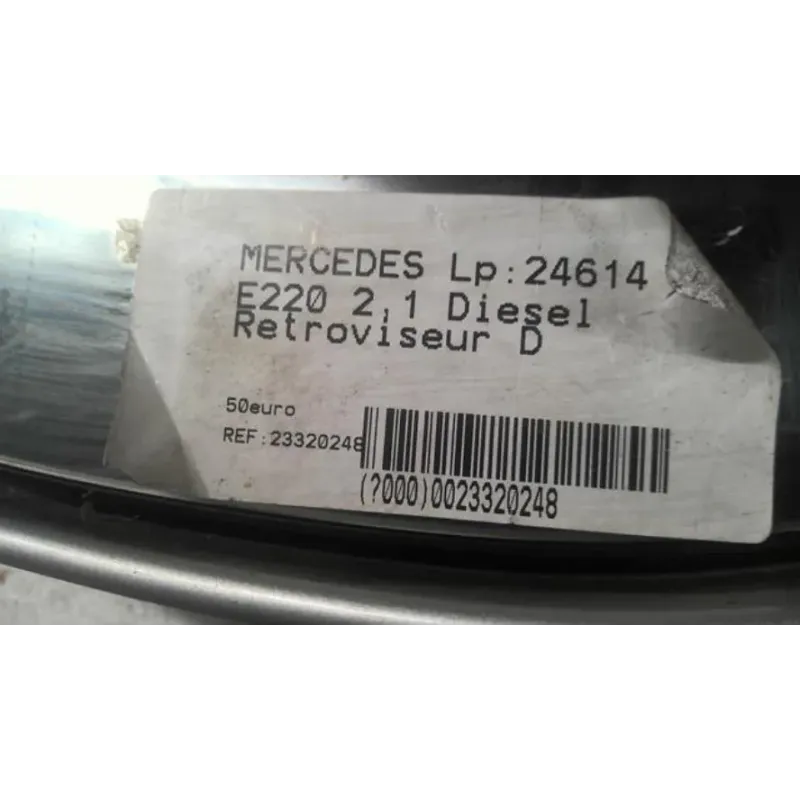 MERCEDES Lp:24614
E220 2,1 Diesel
Retroviseur D
50euro
REF:23320248
(?000)0023320248